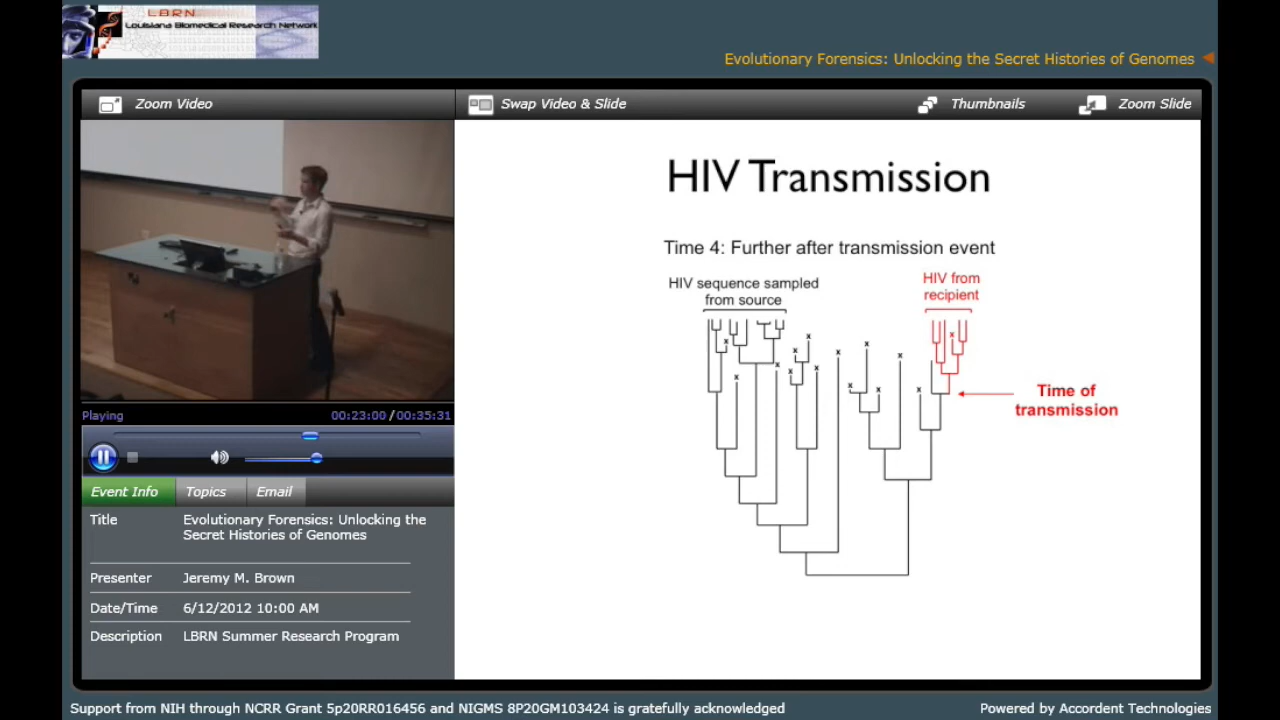 LBRN
Louisiana Biomedical Research Network
Evolutionary Forensics: Unlocking the Secret Histories of Genomes
Zoom Video
Swap Video & Slide
Thumbnails
Zoom Slide
HIV Transmission
Time 4: Further after transmission event
HIV sequence sampled
from source
HIV from
recipient
x x x x x x x x x x x x x x x
Time of
transmission
Playing
00:23:00 / 00:35:31
Event Info
Topics
Email
Title
Evolutionary Forensics: Unlocking the
Secret Histories of Genomes
Presenter
Jeremy M. Brown
Date/Time
6/12/2012 10:00 AM
Description
LBRN Summer Research Program
Support from NIH through NCRR Grant 5p20RR016456 and NIGMS 8P20GM103424 is gratefully acknowledged
Powered by Accordent Technologies